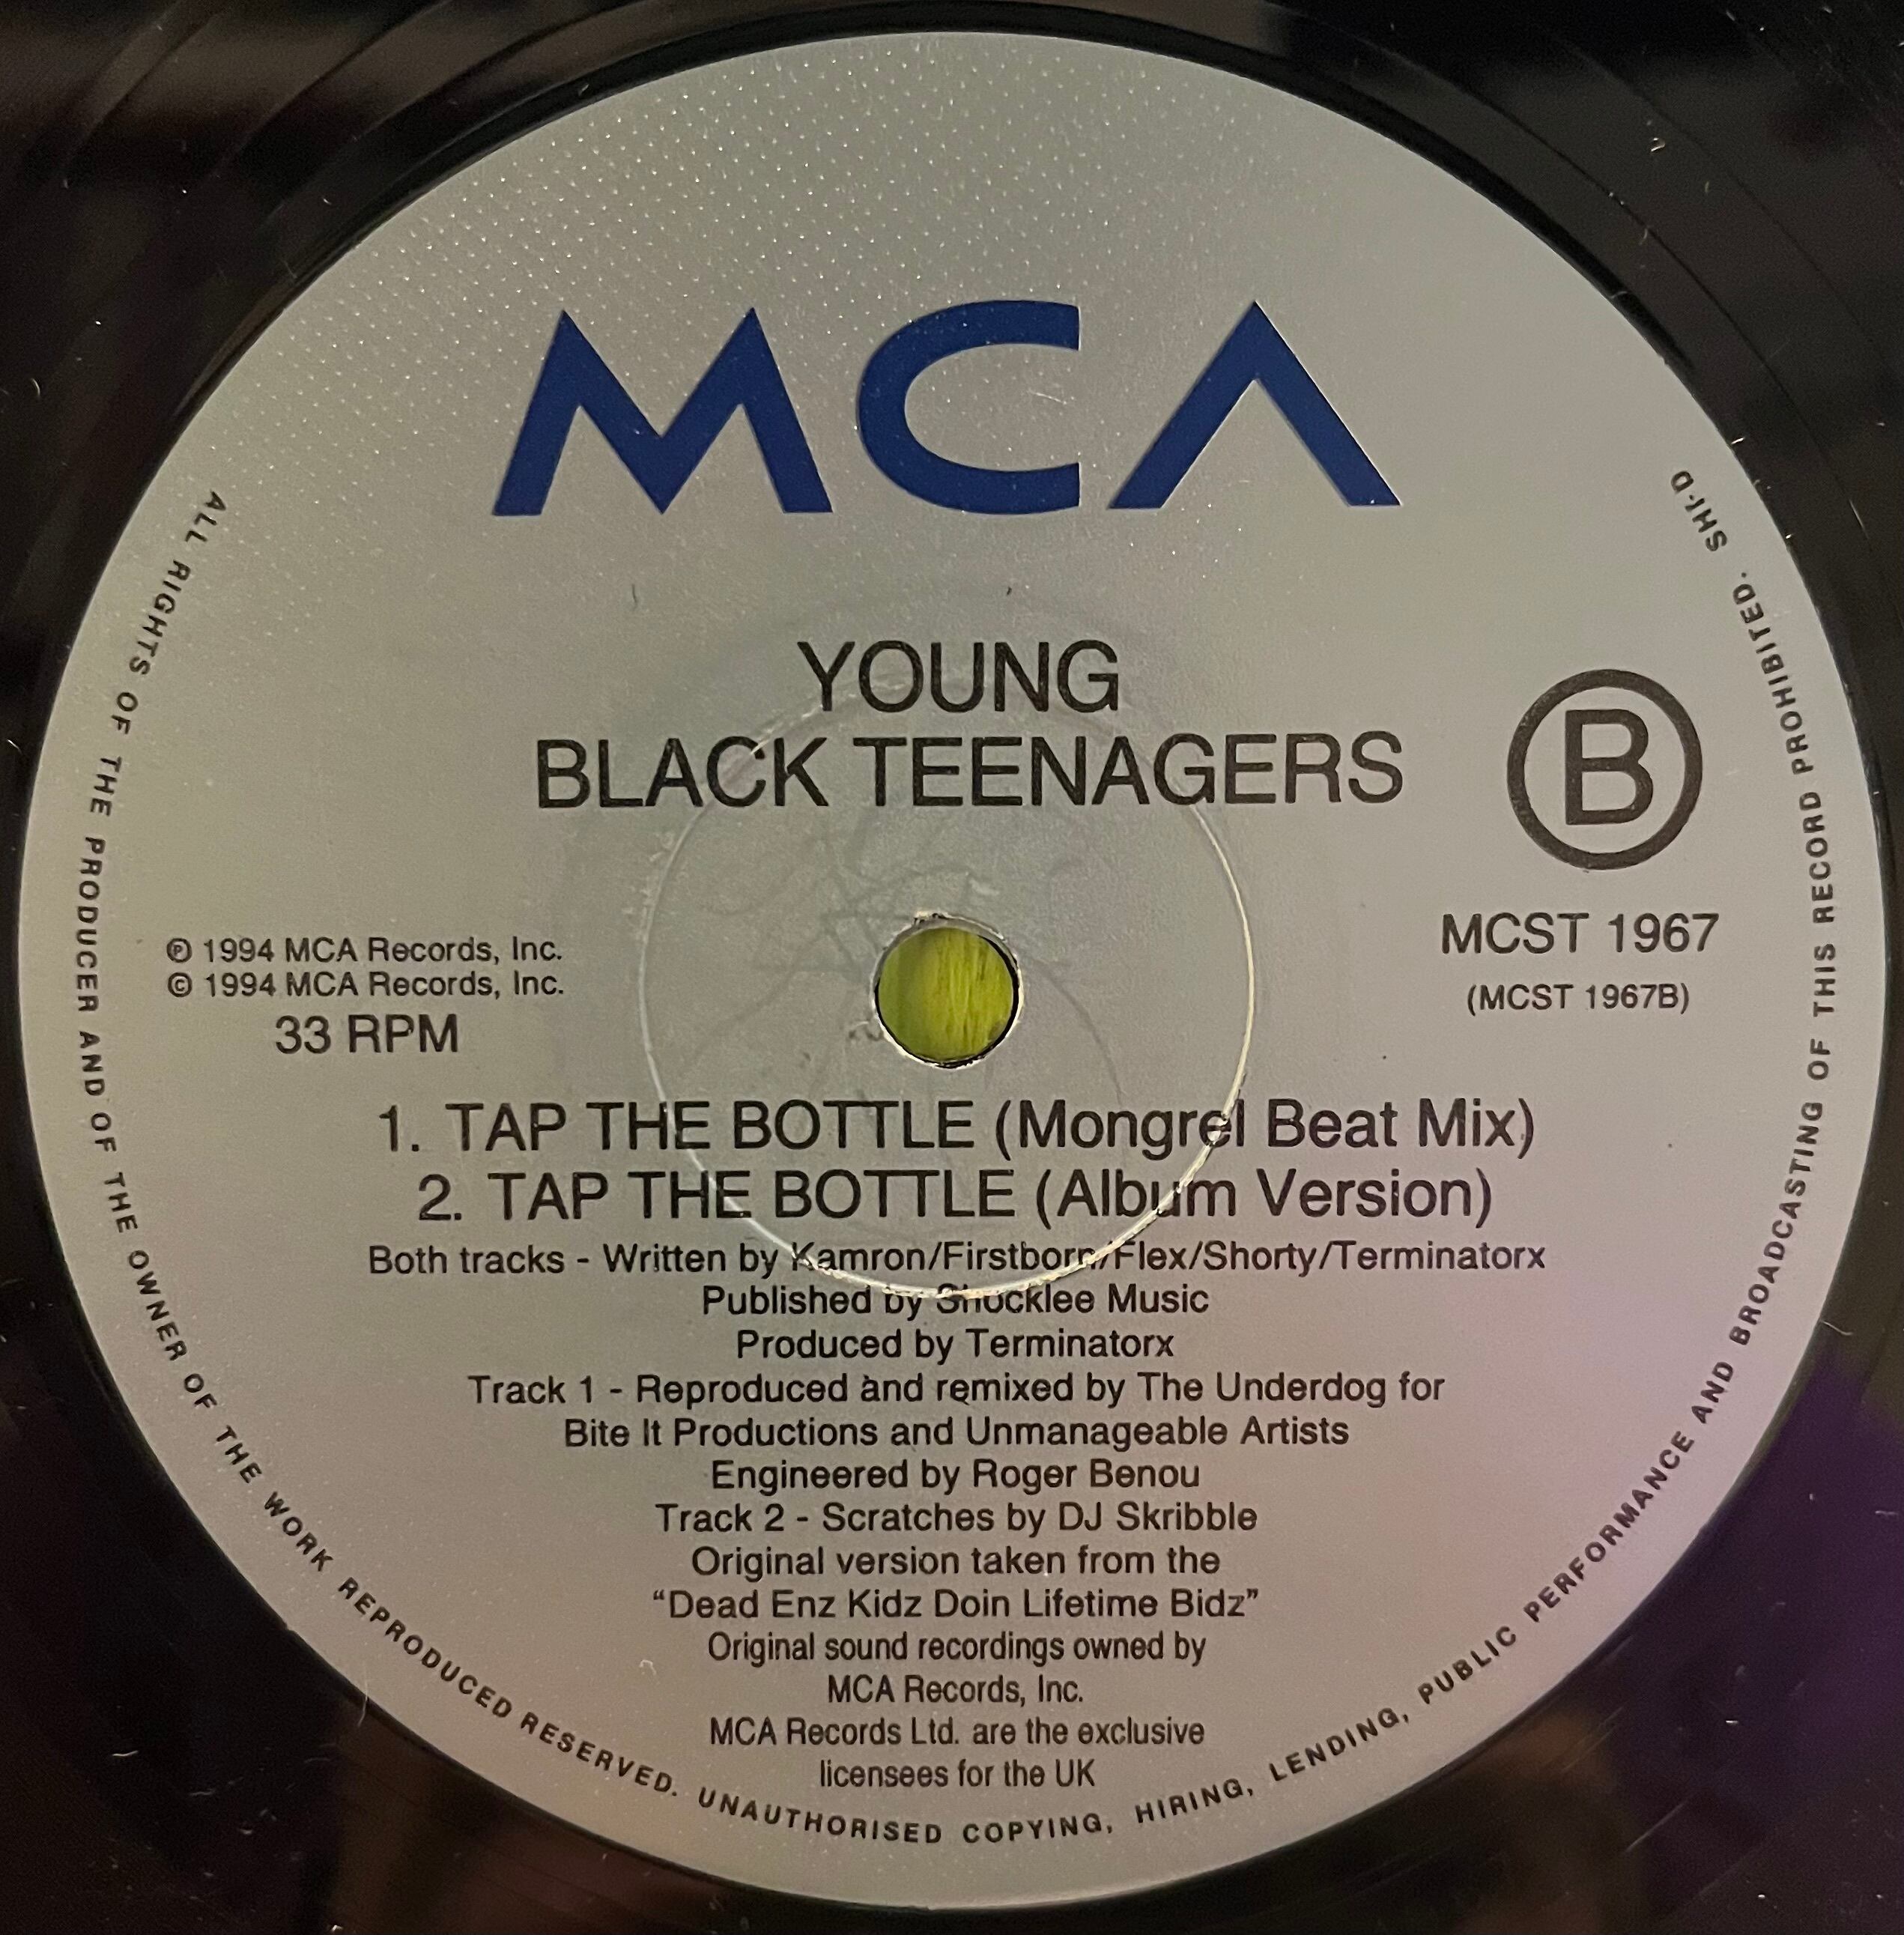 MCA
YOUNG
BLACK TEENAGERS
B
MCST 1967
(MCST 1967B)
℗ 1994 MCA Records, Inc.
© 1994 MCA Records, Inc.
33 RPM
1. TAP THE BOTTLE (Mongrel Beat Mix)
2. TAP THE BOTTLE (Album Version)
Both tracks - Written by Kamron/Firstborn/Flex/Shorty/Terminatorx
Published by Shocklee Music
Produced by Terminatorx
Track 1 - Reproduced and remixed by The Underdog for
Bite It Productions and Unmanageable Artists
Engineered by Roger Benou
Track 2 - Scratches by DJ Skribble
Original version taken from the
“Dead Enz Kidz Doin Lifetime Bidz”
Original sound recordings owned by
MCA Records, Inc.
MCA Records Ltd. are the exclusive
licensees for the UK
ALL RIGHTS OF THE PRODUCER AND OF THE OWNER OF THE WORK REPRODUCED RESERVED. UNAUTHORISED COPYING, HIRING, LENDING, PUBLIC PERFORMANCE AND BROADCASTING OF THIS RECORD PROHIBITED. SHI·D